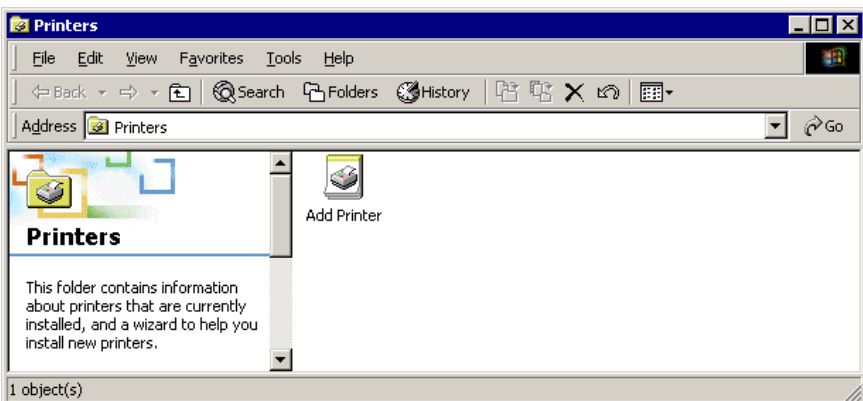 Printers
File Edit View Favorites Tools Help
Back Search Folders History
Address Printers Go
Add Printer
Printers
This folder contains information
about printers that are currently
installed, and a wizard to help you
install new printers.
1 object(s)